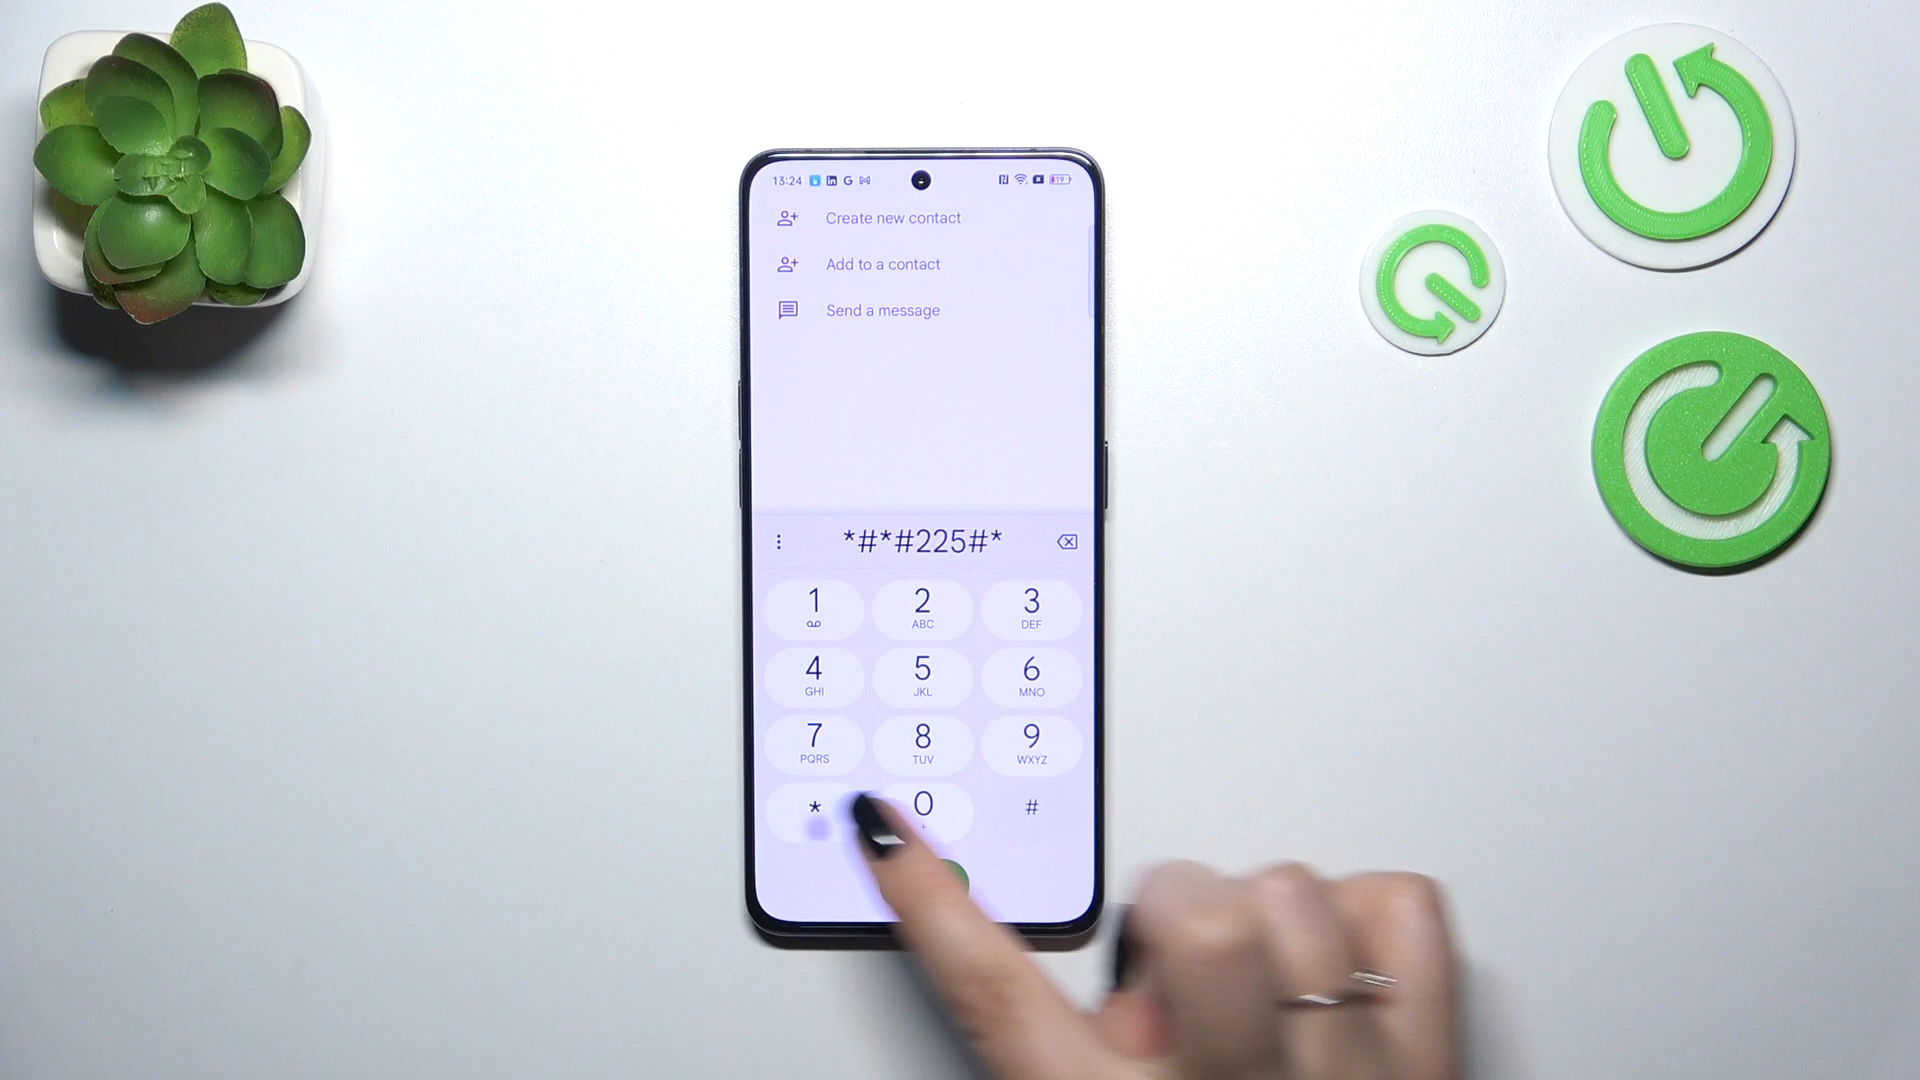 13:24
19
Create new contact
Add to a contact
Send a message
*#*#225#*
1 2 3
ABC DEF
4 5 6
GHI JKL MNO
7 8 9
PQRS TUV WXYZ
* 0 #